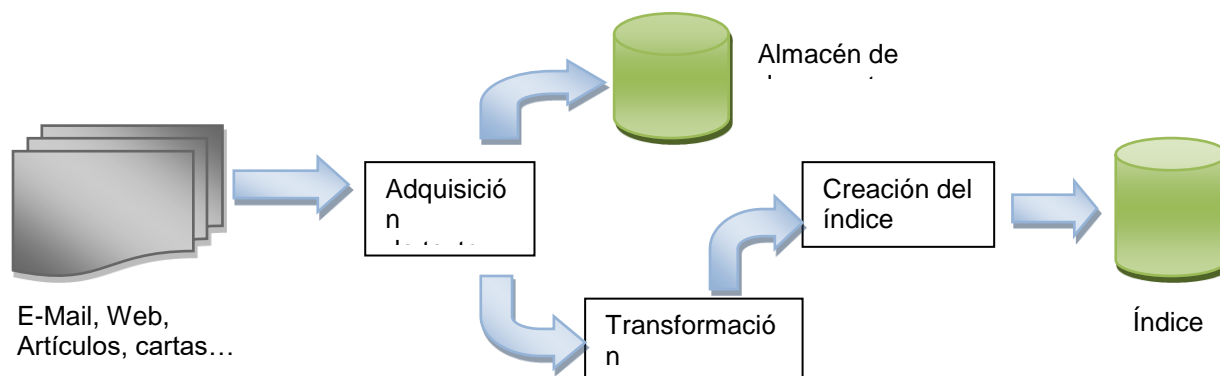 Almacén de
Adquisició
n
Creación del
índice
E-Mail, Web,
Artículos, cartas…
Transformació
n
Índice